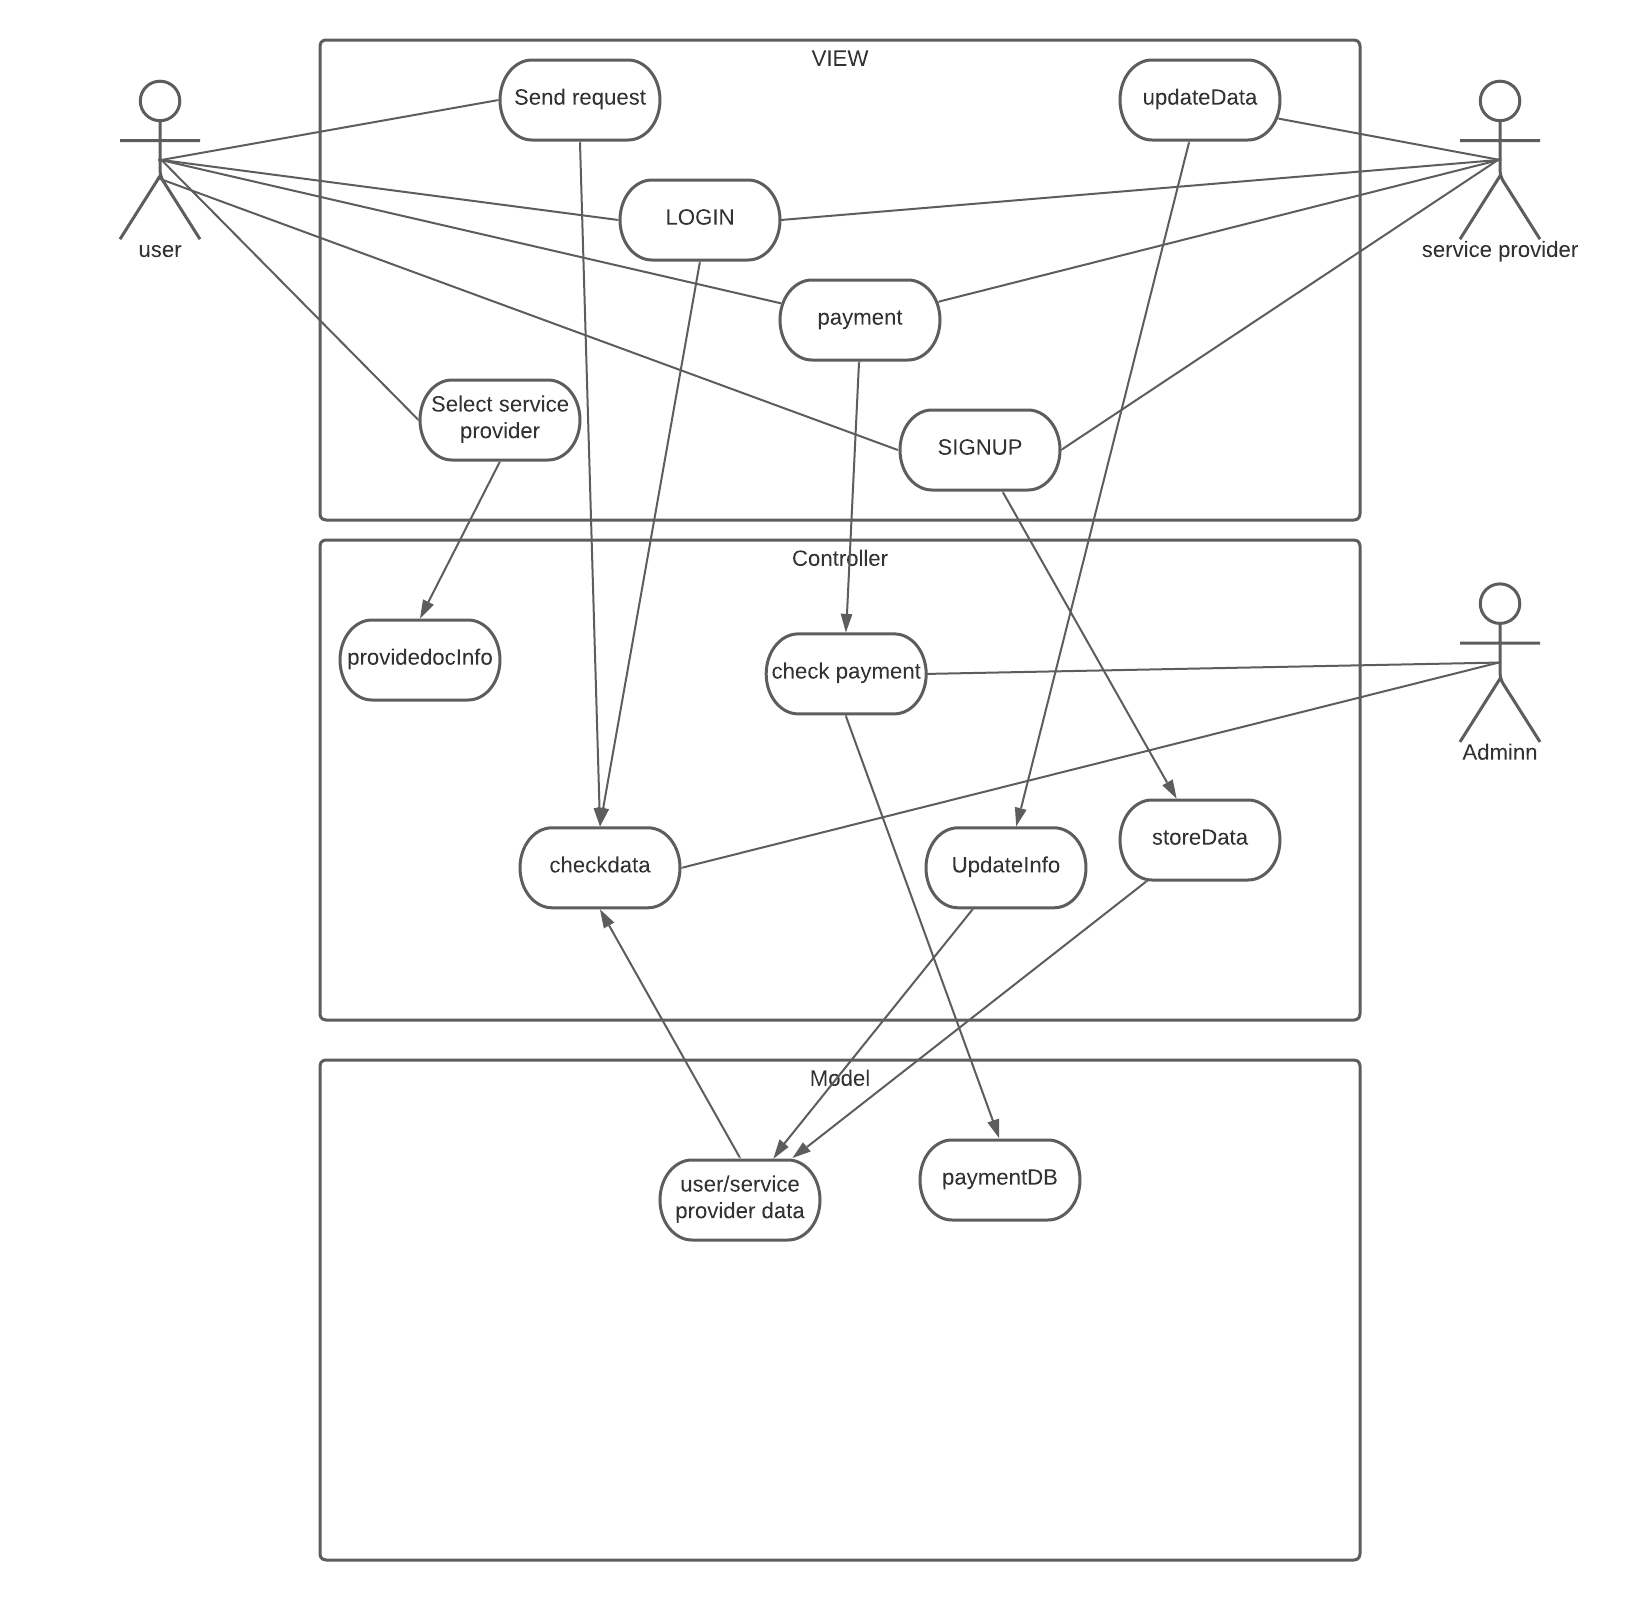 VIEW
Send request
updateData
LOGIN
user
service provider
payment
Select service
provider
SIGNUP
Controller
providedocInfo
check payment
Adminn
checkdata
UpdateInfo
storeData
Model
user/service
provider data
paymentDB